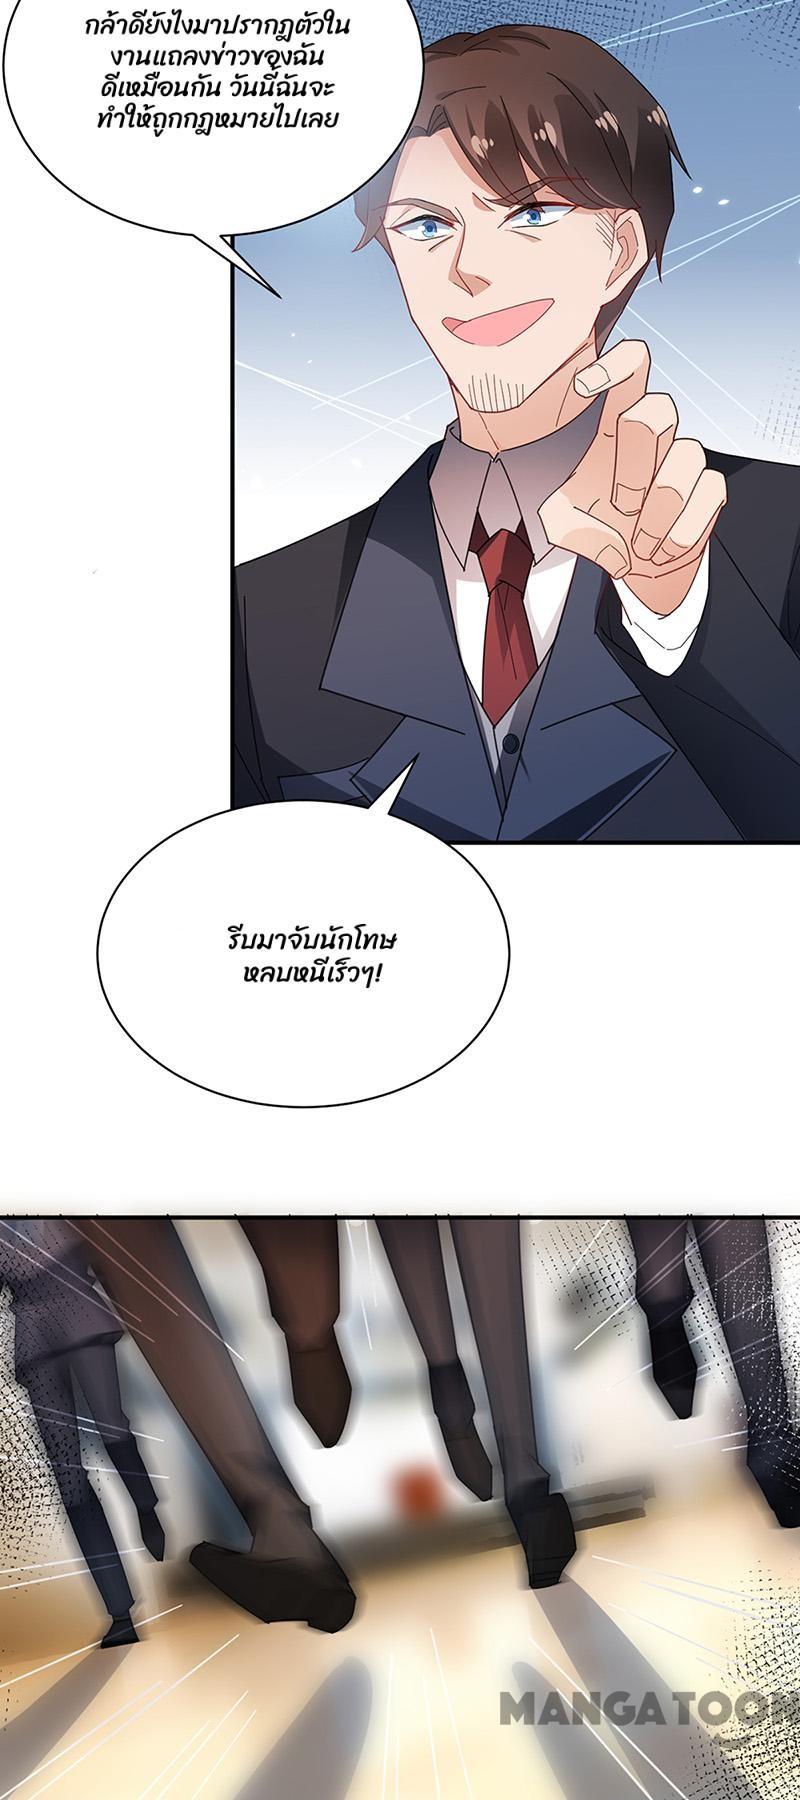 กล้าดียังไงมาปรากฎตัวใน
งานแถลงข่าวของฉัน
ดีเหมือนกัน วันนี้ฉันจะ
ทำให้ถูกกฎหมายไปเลย
รีบมาจับนักโทษ
หลบหนีเร็วๆ!
MANGATOON